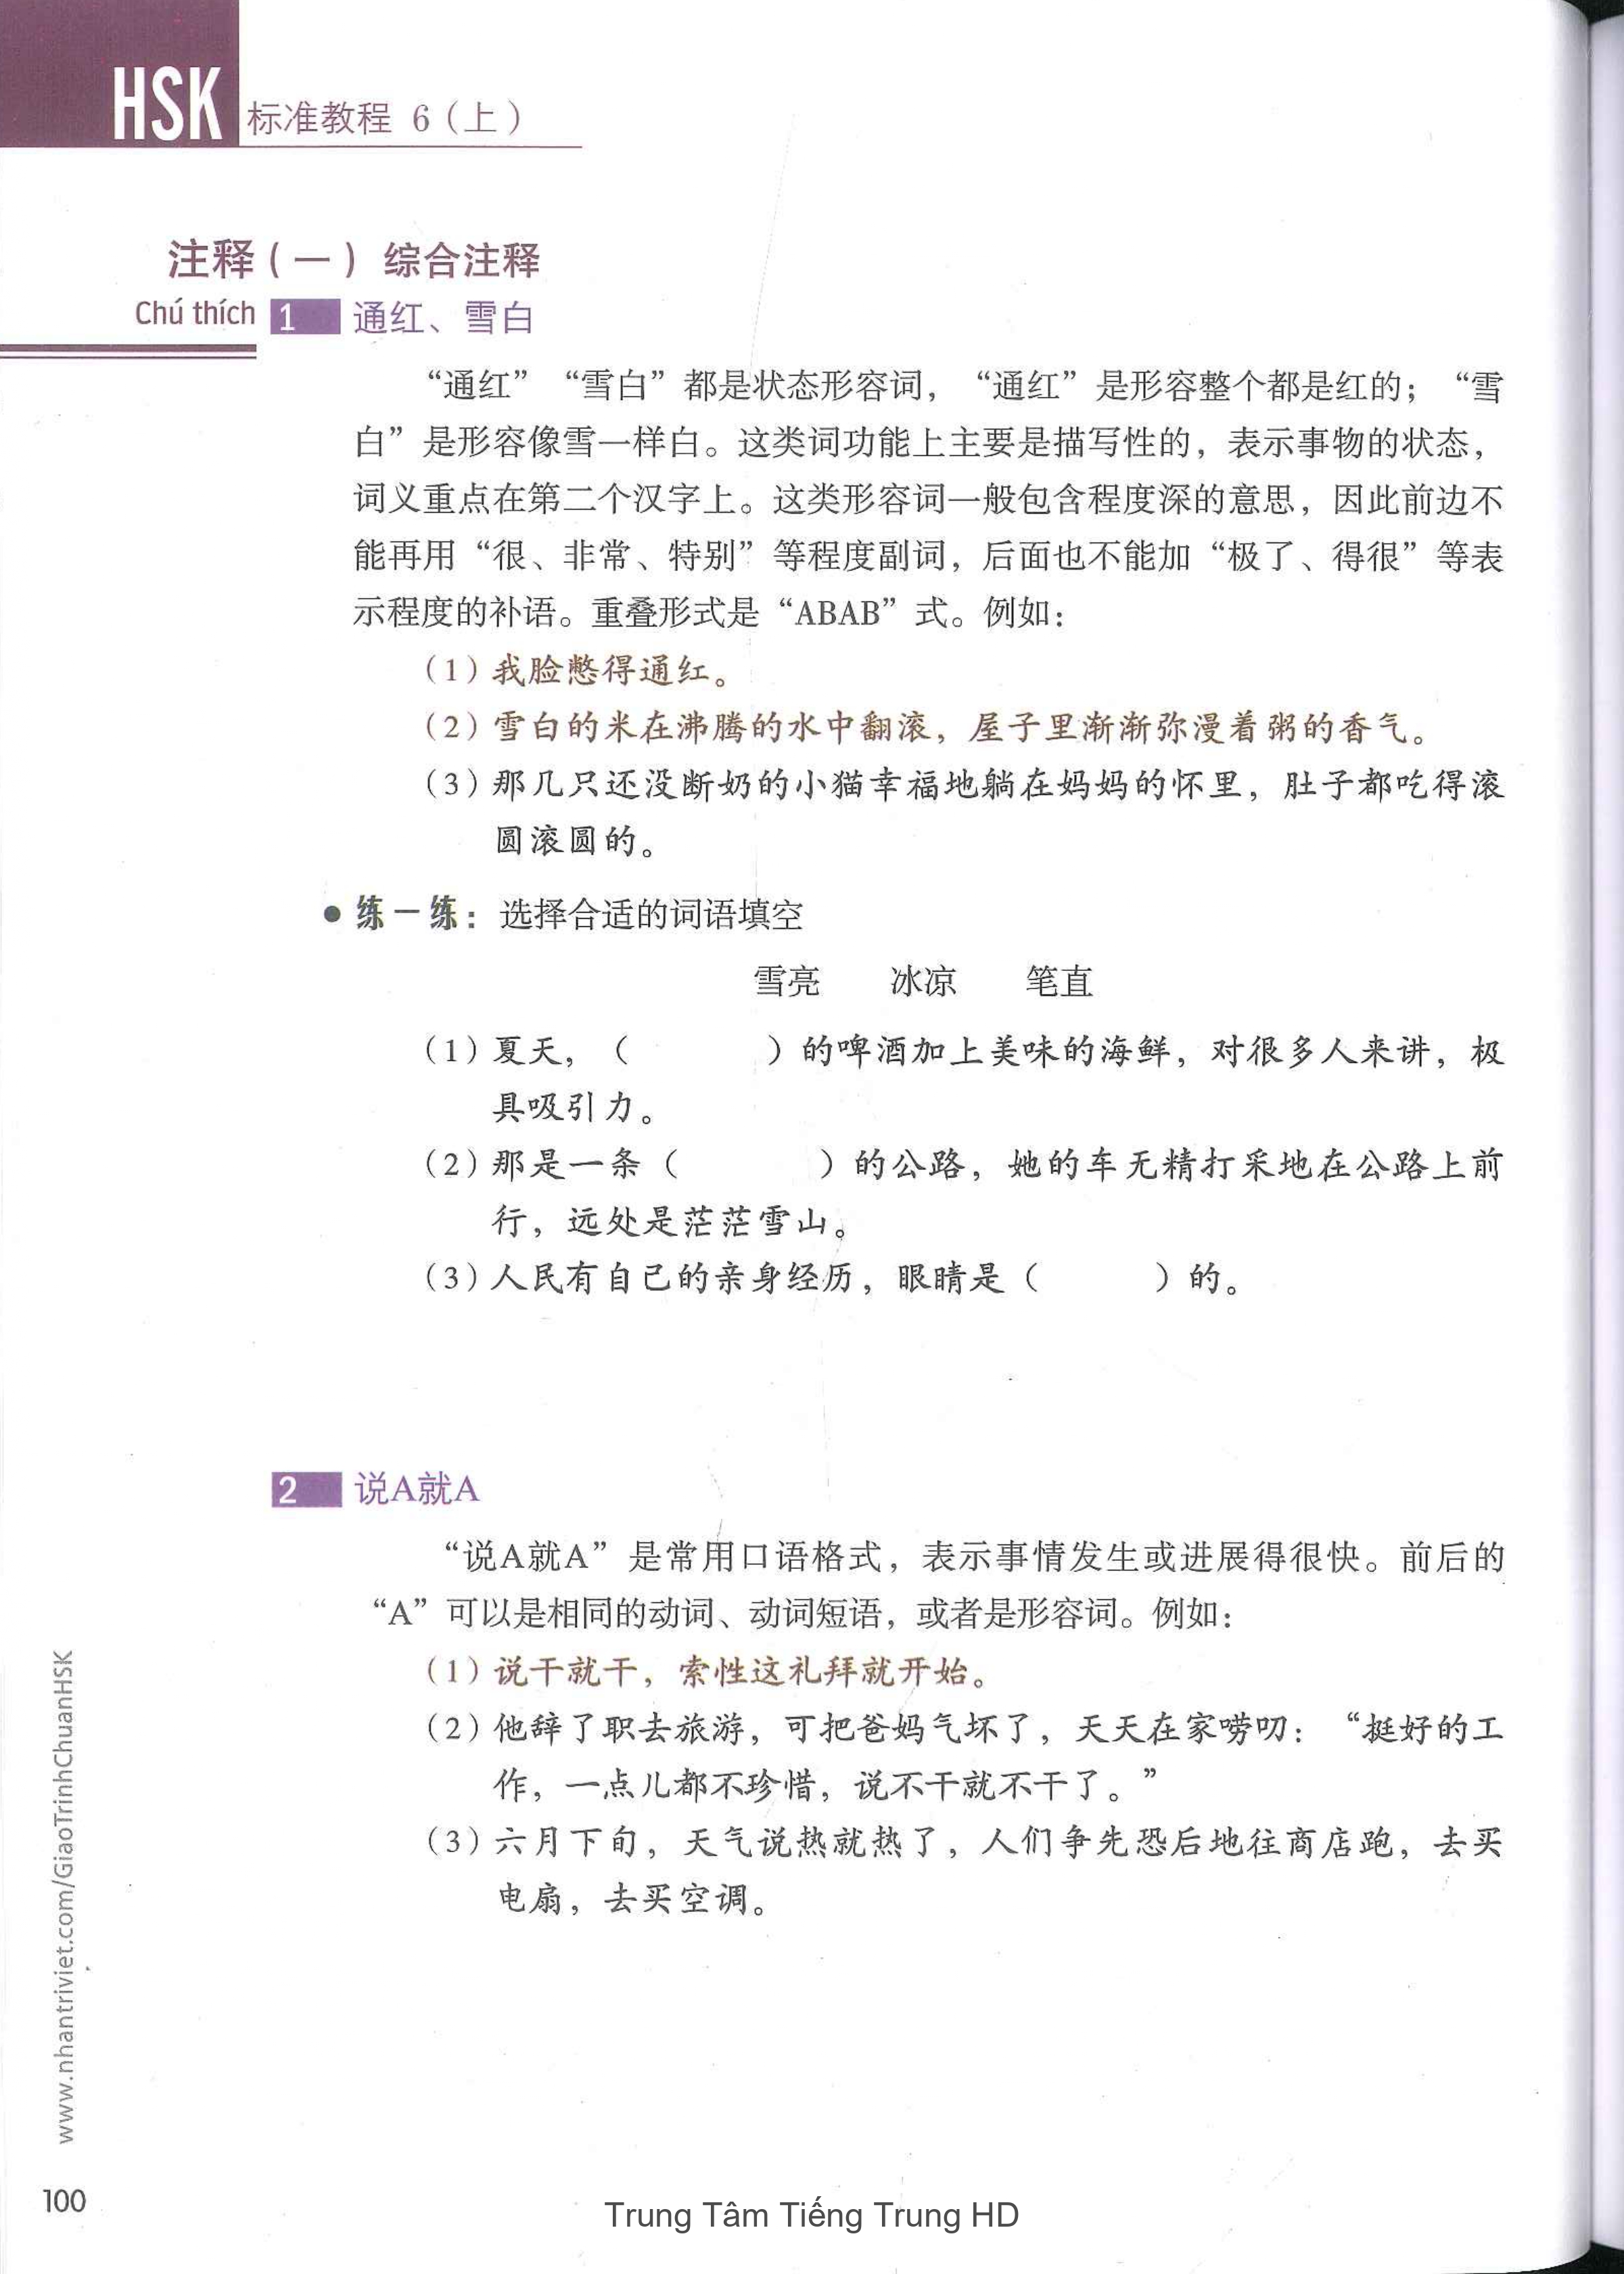 HSK 标准教程 6（上）
注释（一）综合注释
Chú thích
1 通红、雪白
“通红”“雪白”都是状态形容词，“通红”是形容整个都是红的；“雪
白”是形容像雪一样白。这类词功能上主要是描写性的，表示事物的状态，
词义重点在第二个汉字上。这类形容词一般包含程度深的意思，因此前边不
能再用“很、非常、特别”等程度副词，后面也不能加“极了、得很”等表
示程度的补语。重叠形式是“ABAB”式。例如：
（1）我脸憋得通红。
（2）雪白的米在沸腾的水中翻滚，屋子里渐渐弥漫着粥的香气。
（3）那几只还没断奶的小猫幸福地躺在妈妈的怀里，肚子都吃得滚
圆滚圆的。
● 练一练：选择合适的词语填空
雪亮 冰凉 笔直
（1）夏天，（ ）的啤酒加上美味的海鲜，对很多人来讲，极
具吸引力。
（2）那是一条（ ）的公路，她的车无精打采地在公路上前
行，远处是茫茫雪山。
（3）人民有自己的亲身经历，眼睛是（ ）的。
2 说A就A
“说A就A”是常用口语格式，表示事情发生或进展得很快。前后的
“A”可以是相同的动词、动词短语，或者是形容词。例如：
（1）说干就干，索性这礼拜就开始。
（2）他辞了职去旅游，可把爸妈气坏了，天天在家唠叨：“挺好的工
作，一点儿都不珍惜，说不干就不干了。”
（3）六月下旬，天气说热就热了，人们争先恐后地往商店跑，去买
电扇，去买空调。
www.nhantriviet.com/GiaoTrinhChuanHSK
100
Trung Tâm Tiếng Trung HD